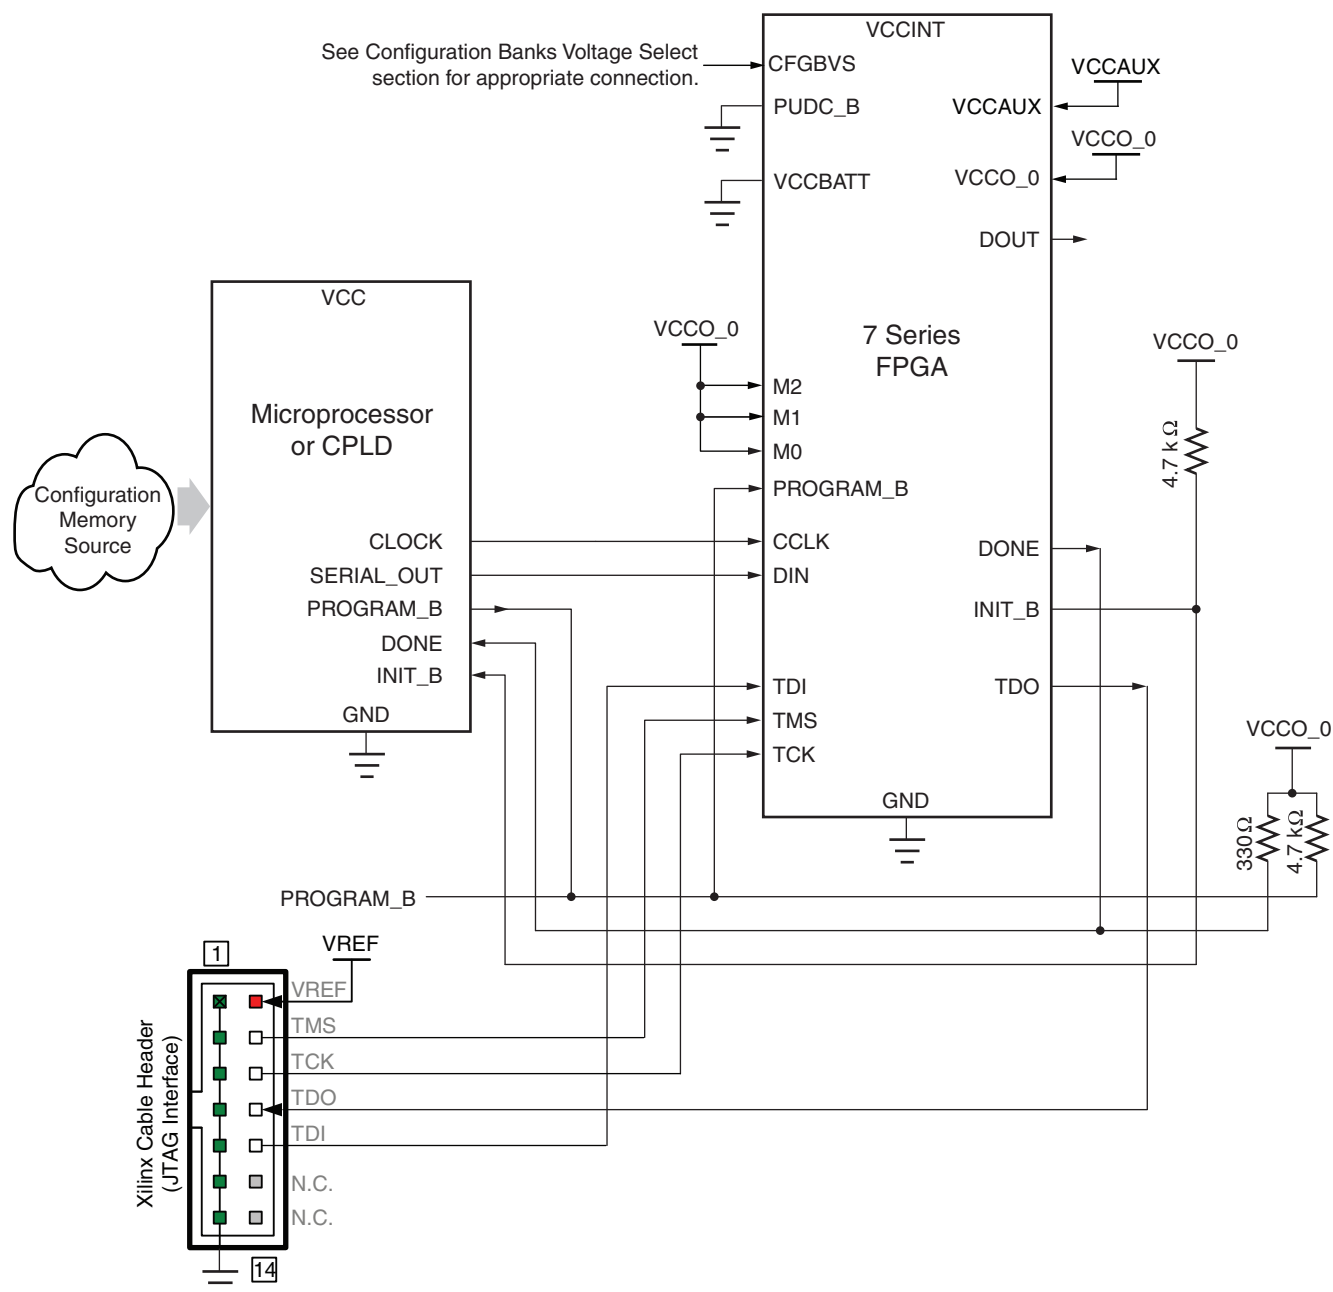 VCCINT
See Configuration Banks Voltage Select
section for appropriate connection.
CFGBVS
VCCAUX
PUDC_B
VCCAUX
VCCO_0
VCCBATT
VCCO_0
DOUT
VCC
VCCO_0
7 Series
FPGA
VCCO_0
M2
Microprocessor
or CPLD
M1
M0
4.7 k Ω
Configuration
Memory
Source
PROGRAM_B
CLOCK
CCLK
DONE
SERIAL_OUT
DIN
PROGRAM_B
INIT_B
DONE
INIT_B
TDI
TDO
GND
TMS
VCCO_0
TCK
GND
330Ω
4.7 kΩ
PROGRAM_B
1
VREF
VREF
TMS
TCK
TDO
TDI
N.C.
N.C.
Xilinx Cable Header
(JTAG Interface)
14